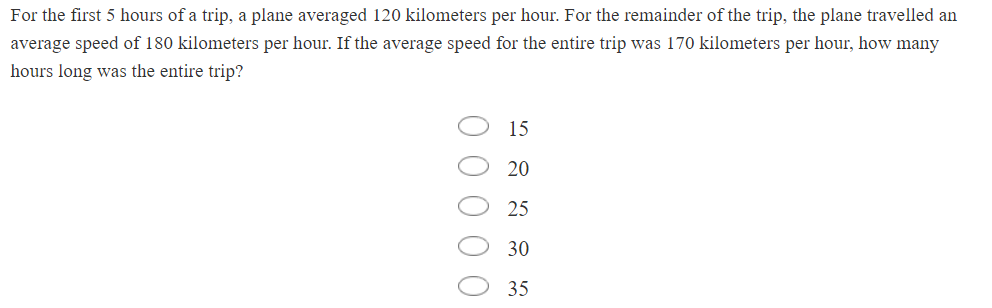 For the first 5 hours of a trip, a plane averaged 120 kilometers per hour. For the remainder of the trip, the plane travelled an
average speed of 180 kilometers per hour. If the average speed for the entire trip was 170 kilometers per hour, how many
hours long was the entire trip?
15
20
25
30
35